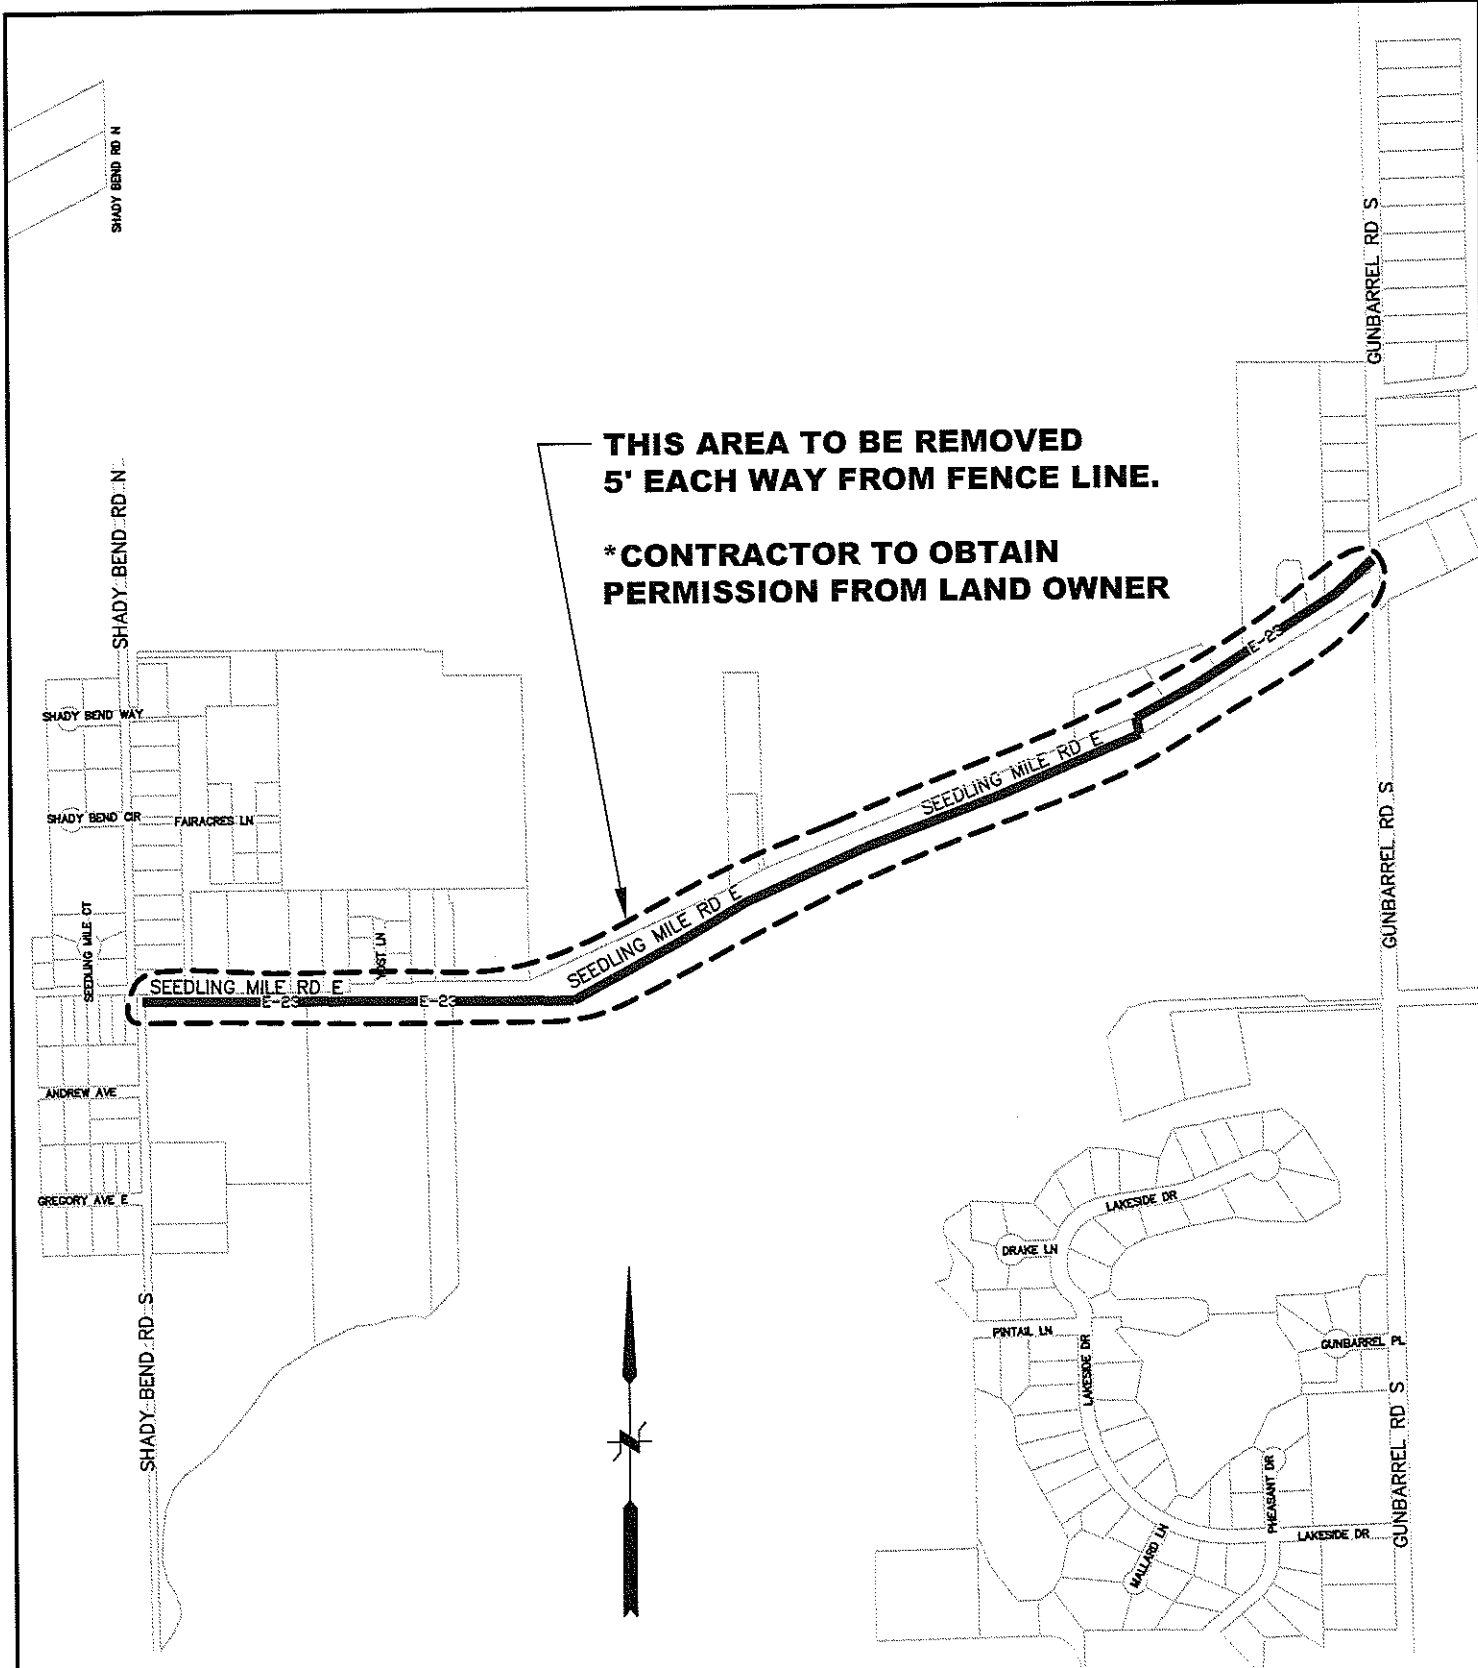 SHADY BEND RD N
GUNBARREL RD S
THIS AREA TO BE REMOVED
5' EACH WAY FROM FENCE LINE.
*CONTRACTOR TO OBTAIN
PERMISSION FROM LAND OWNER
SHADY BEND RD N
E-23
SHADY BEND WAY
SEEDLING MILE RD E
SHADY BEND CIR
FAIRACRES LN
GUNBARREL RD S
SEEDLING MILE CT
YOST LN
SEEDLING MILE RD E
SEEDLING MILE RD E
E-23
E-23
ANDREW AVE
GREGORY AVE E
LAKESIDE DR
DRAKE LN
SHADY BEND RD S
PINTAIL LN
LAKESIDE DR
GUNBARREL PL
GUNBARREL RD S
PHEASANT DR
LAKESIDE DR
MALLARD LN